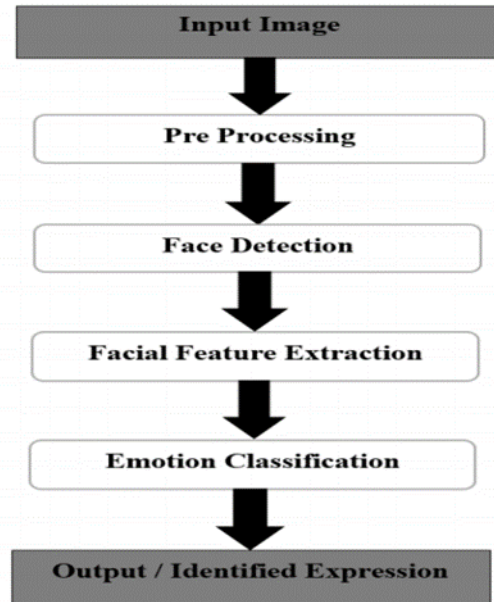 Input Image
Pre Processing
Face Detection
Facial Feature Extraction
Emotion Classification
Output / Identified Expression